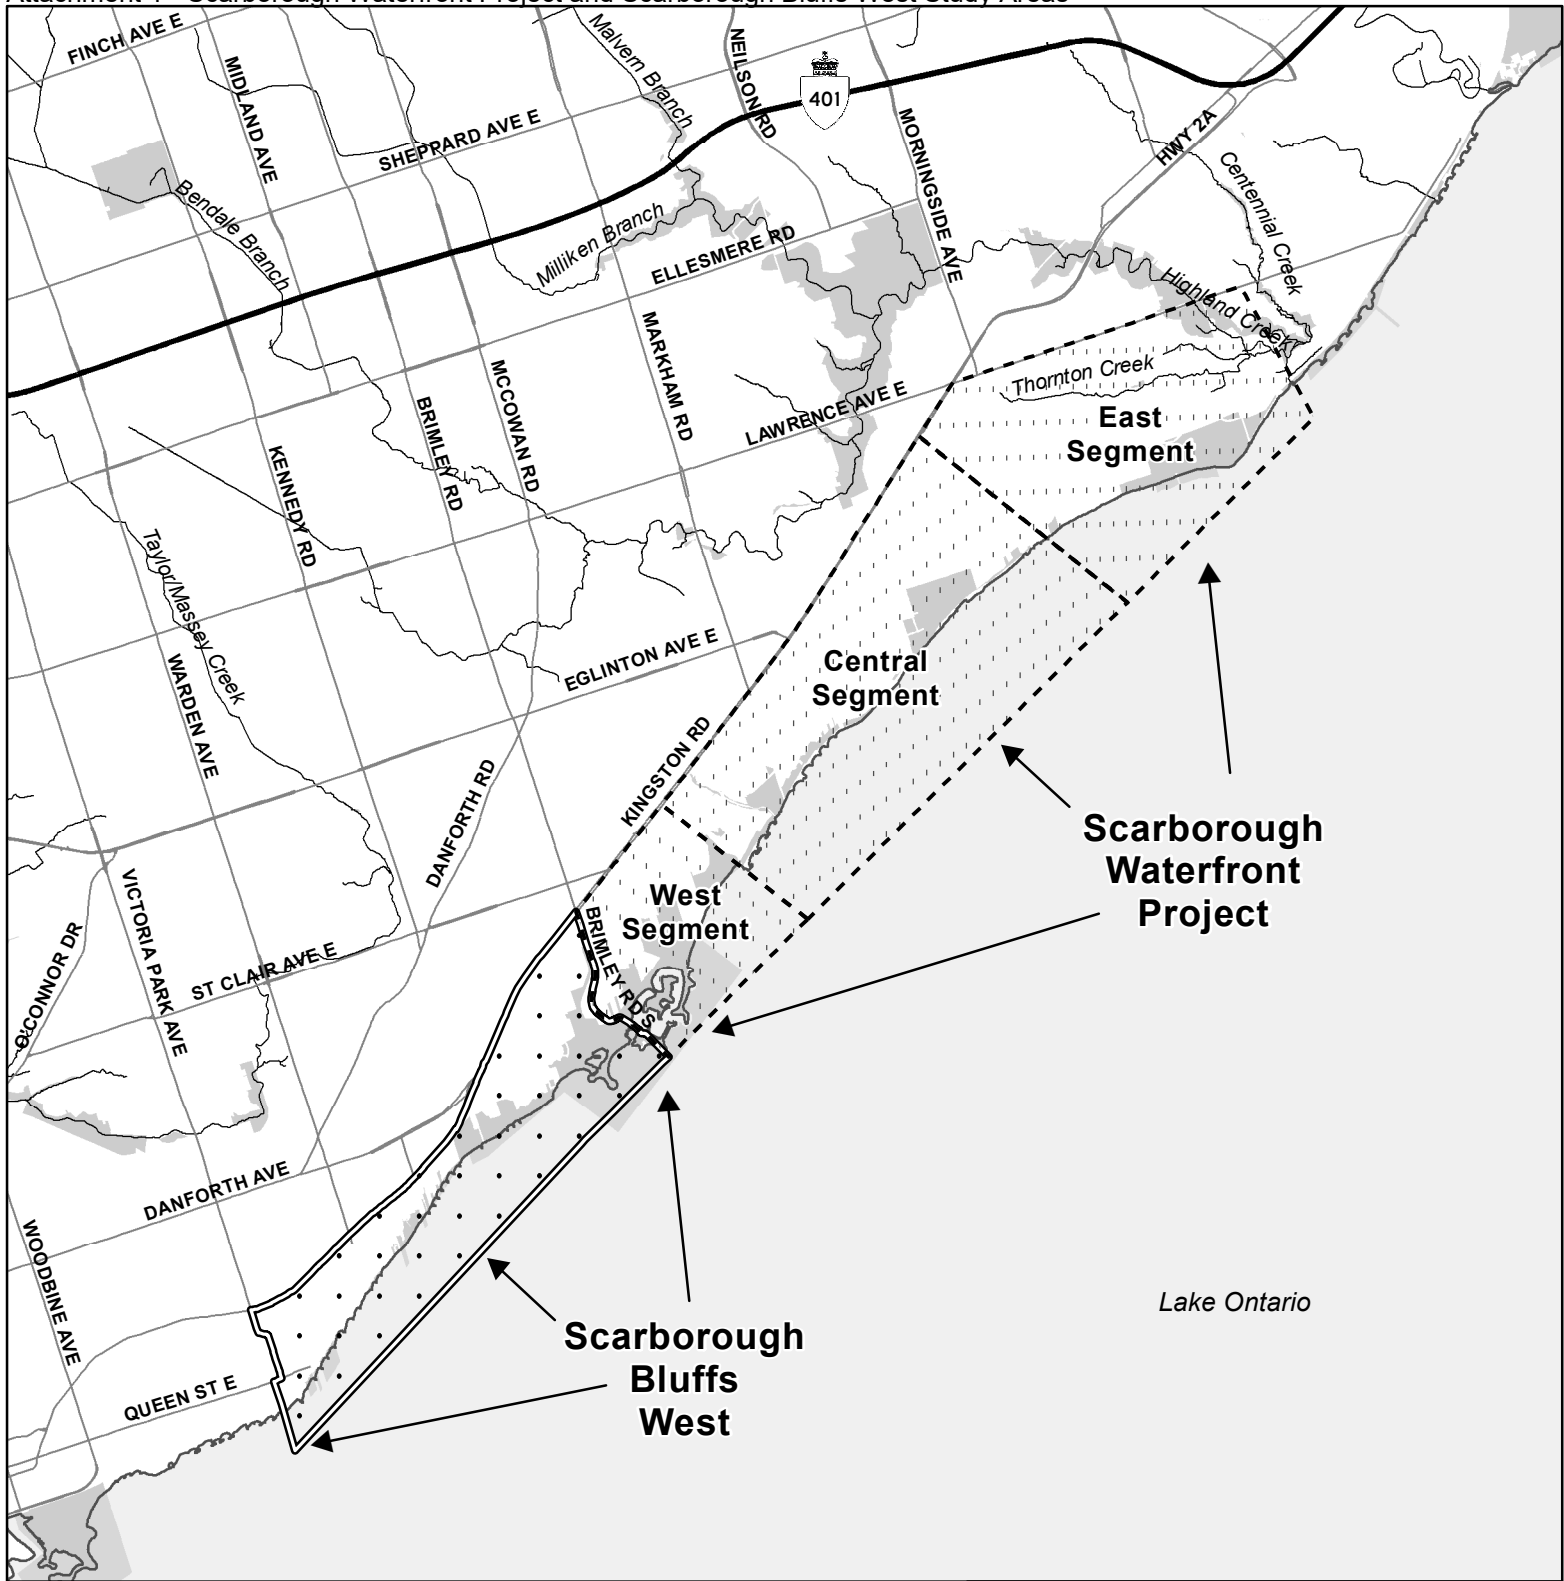 Attachment 1 - Scarborough Waterfront Project and Scarborough Bluffs West Study Areas
FINCH AVE E
MIDLAND AVE
Malvern Branch
NEILSON RD
401
SHEPPARD AVE E
MORNINGSIDE AVE
HWY 2A
Centennial Creek
Bendale Branch
Milliken Branch
ELLESMERE RD
Highland Creek
MARKHAM RD
MCCOWAN RD
BRIMLEY RD
LAWRENCE AVE E
Thornton Creek
East
Segment
KENNEDY RD
Taylor/Massey Creek
WARDEN AVE
EGLINTON AVE E
Central
Segment
KINGSTON RD
DANFORTH RD
Scarborough
Waterfront
Project
VICTORIA PARK AVE
West
Segment
BRIMLEY RD S
O'CONNOR DR
ST CLAIR AVE E
DANFORTH AVE
WOODBINE AVE
Lake Ontario
Scarborough
Bluffs
West
QUEEN ST E